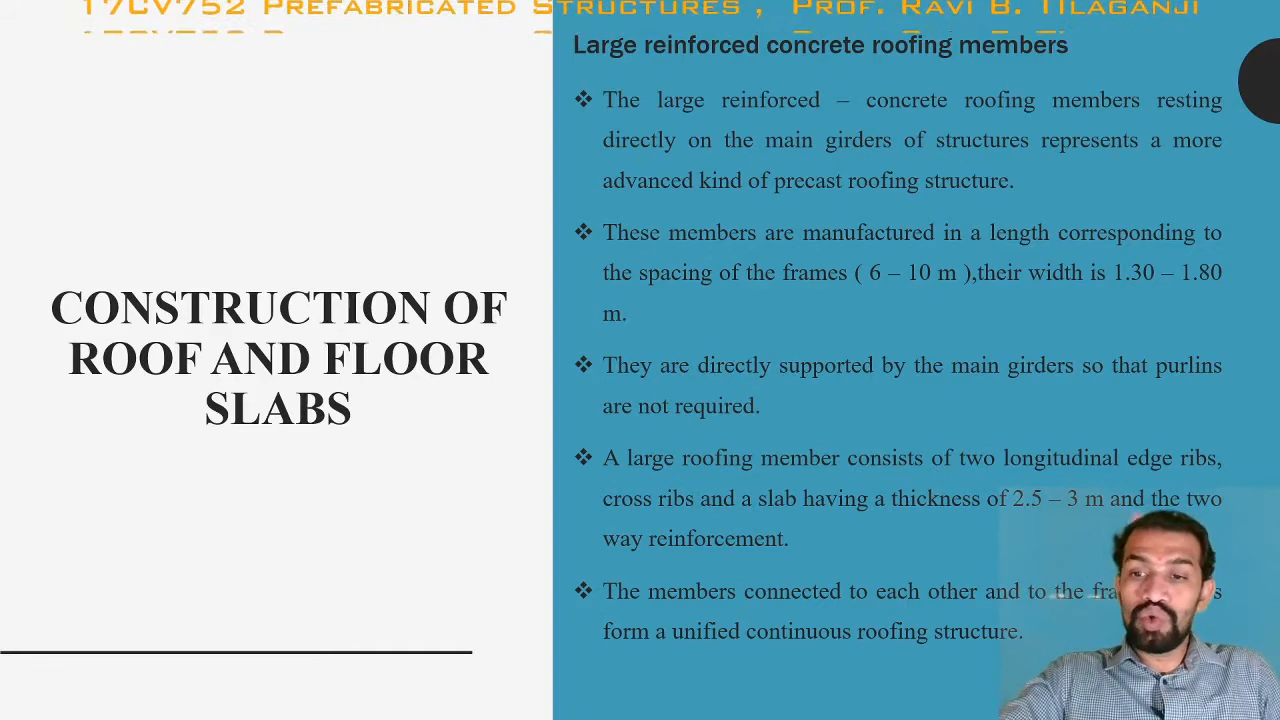 17CV752 Prefabricated Structures , Prof. Ravi B. Tilaganji
Large reinforced concrete roofing members
❖ The large reinforced – concrete roofing members resting
directly on the main girders of structures represents a more
advanced kind of precast roofing structure.
❖ These members are manufactured in a length corresponding to
the spacing of the frames ( 6 – 10 m ),their width is 1.30 – 1.80
m.
❖ They are directly supported by the main girders so that purlins
are not required.
❖ A large roofing member consists of two longitudinal edge ribs,
cross ribs and a slab having a thickness of 2.5 – 3 m and the two
way reinforcement.
❖ The members connected to each other and to the
form a unified continuous roofing structure.
CONSTRUCTION OF
ROOF AND FLOOR
SLABS